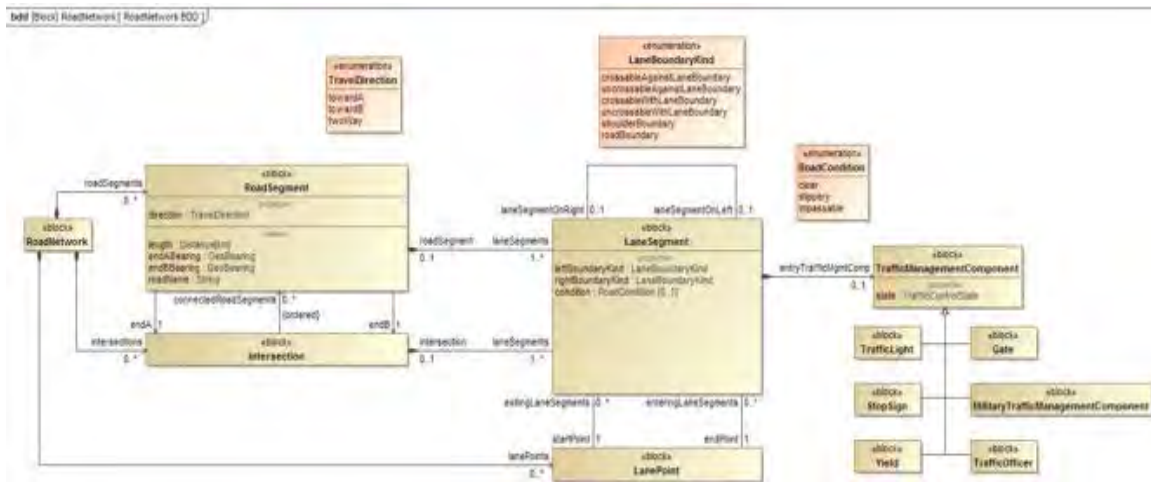 bdd [Block] RoadNetwork [ RoadNetwork BDD ]
«enumeration»
TravelDirection
towardA
towardB
twoWay
«enumeration»
LaneBoundaryKind
crossableAgainstLaneBoundary
uncrossableAgainstLaneBoundary
crossableWithLaneBoundary
uncrossableWithLaneBoundary
shoulderBoundary
roadBoundary
«enumeration»
RoadCondition
clear
slippery
impassable
«block»
RoadNetwork
roadSegments
0..*
«block»
RoadSegment
direction : TravelDirection
length : DistanceInM
endABearing : GeoBearing
endBBearing : GeoBearing
roadName : String
roadSegment
0..1
laneSegments
1..*
laneSegmentOnRight 0..1
laneSegmentOnLeft 0..1
«block»
LaneSegment
properties
leftBoundaryKind : LaneBoundaryKind
rightBoundaryKind : LaneBoundaryKind
condition : RoadCondition [0..1]
entryTrafficMgmtComp
0..1
«block»
TrafficManagementComponent
properties
state : TrafficControlState
connectedRoadSegments 0..*
{ordered}
endA 1
endB 1
intersections
0..*
«block»
Intersection
intersection
0..1
laneSegments
1..*
exitingLaneSegments 0..*
enteringLaneSegments 0..*
startPoint 1
endPoint 1
lanePoints
0..*
«block»
LanePoint
«block»
TrafficLight
«block»
Gate
«block»
StopSign
«block»
MilitaryTrafficManagementComponent
«block»
Yield
«block»
TrafficOfficer